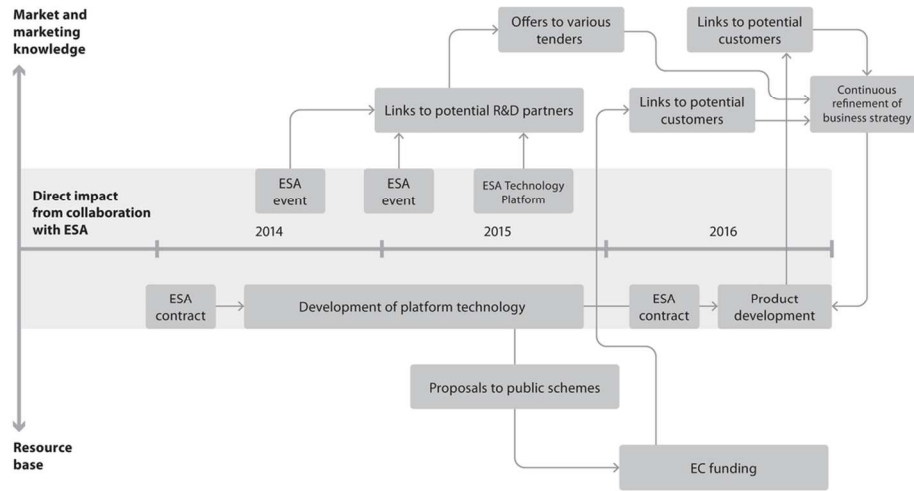 Market and
marketing
knowledge
Offers to various
tenders
Links to potential
customers
Links to potential R&D partners
Links to potential
customers
Continuous
refinement of
business strategy
Direct impact
from collaboration
with ESA
ESA
event
ESA
event
ESA Technology
Platform
2014
2015
2016
ESA
contract
Development of platform technology
ESA
contract
Product
development
Proposals to public schemes
Resource
base
EC funding